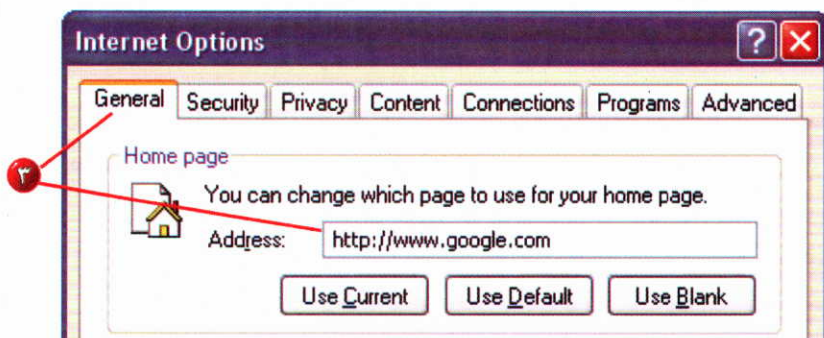 Internet Options
General Security Privacy Content Connections Programs Advanced
Home page
You can change which page to use for your home page.
٣
Address: http://www.google.com
Use Current Use Default Use Blank